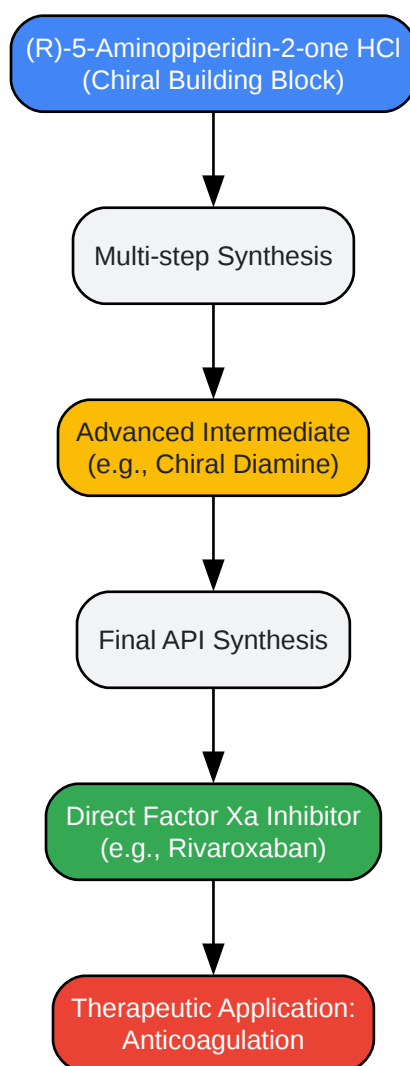 (R)-5-Aminopiperidin-2-one HCl
(Chiral Building Block)
Multi-step Synthesis
Advanced Intermediate
(e.g., Chiral Diamine)
Final API Synthesis
Direct Factor Xa Inhibitor
(e.g., Rivaroxaban)
Therapeutic Application:
Anticoagulation